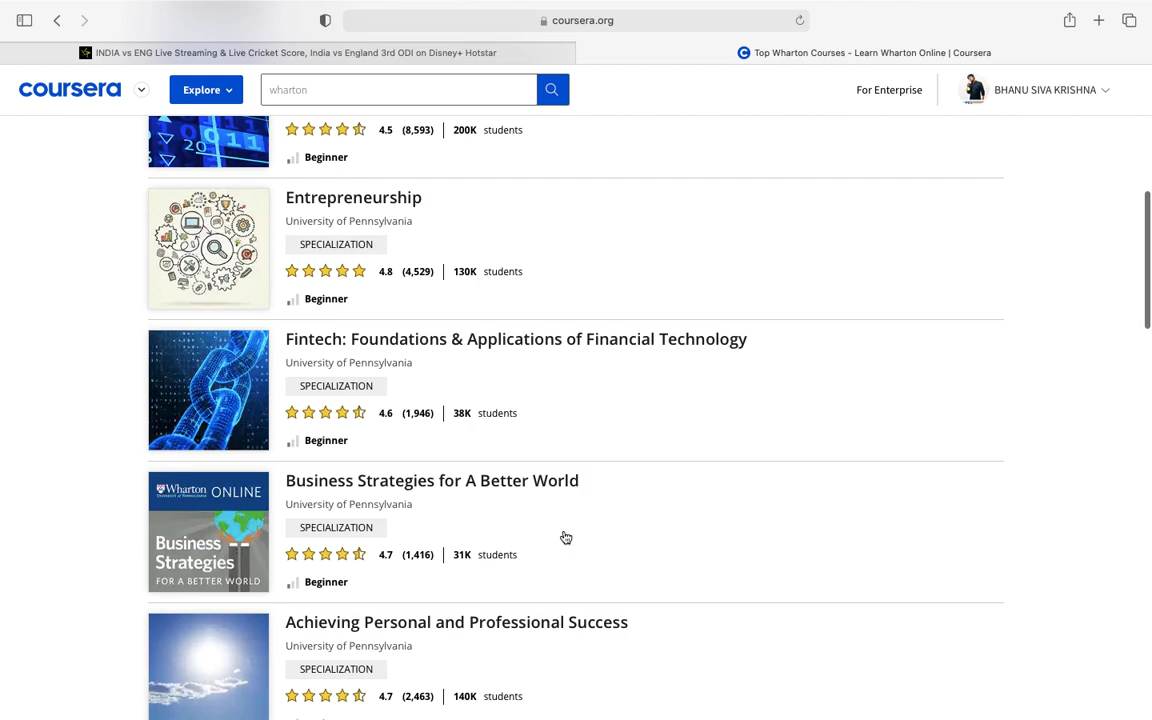 coursera.org
INDIA vs ENG Live Streaming & Live Cricket Score, India vs England 3rd ODI on Disney+ Hotstar
Top Wharton Courses - Learn Wharton Online | Coursera
coursera
Explore
wharton
For Enterprise
BHANU SIVA KRISHNA
20
011
4.5 (8,593) 200K students
Beginner
Entrepreneurship
University of Pennsylvania
SPECIALIZATION
4.8 (4,529) 130K students
Beginner
Fintech: Foundations & Applications of Financial Technology
University of Pennsylvania
SPECIALIZATION
4.6 (1,946) 38K students
Beginner
Wharton ONLINE
Business
Strategies
FOR A BETTER WORLD
Business Strategies for A Better World
University of Pennsylvania
SPECIALIZATION
4.7 (1,416) 31K students
Beginner
Achieving Personal and Professional Success
University of Pennsylvania
SPECIALIZATION
4.7 (2,463) 140K students